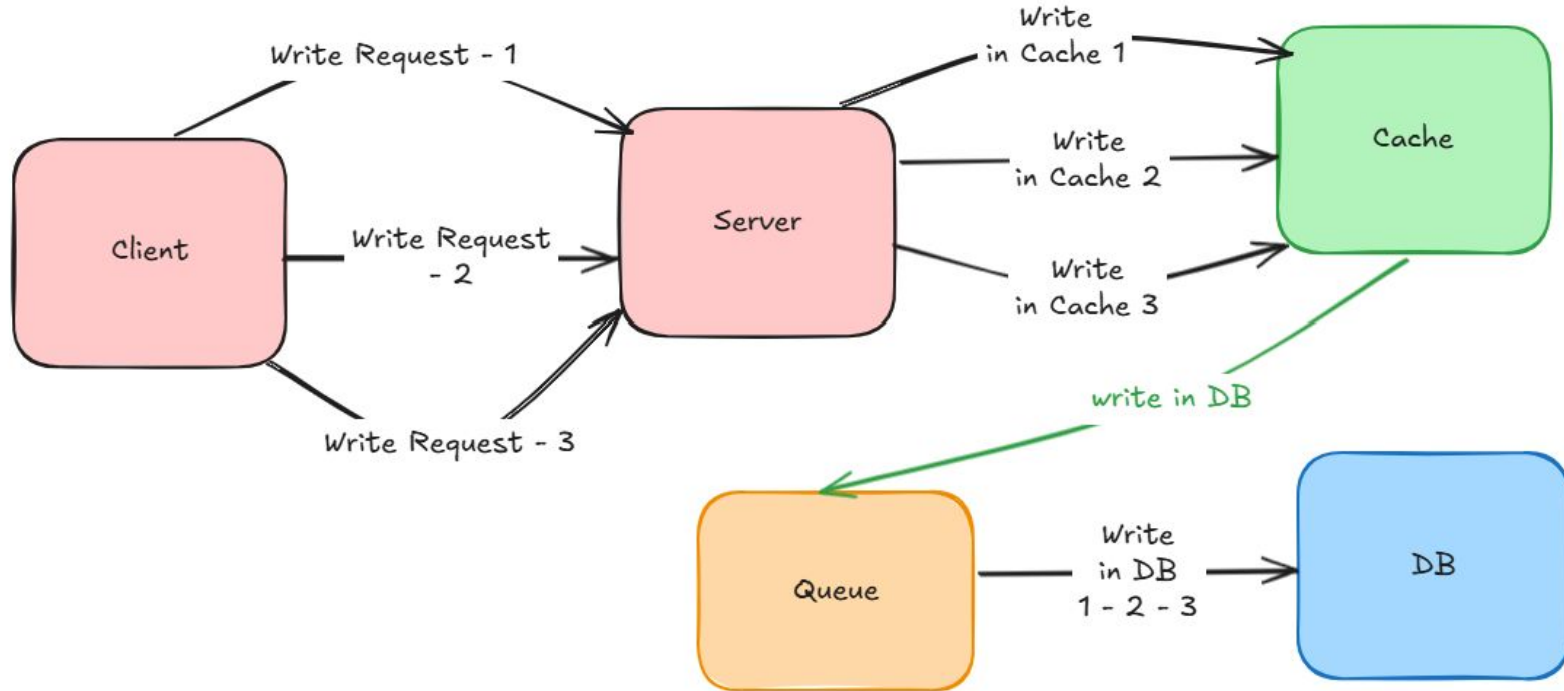 Write Request - 1
Write
in Cache 1
Client
Write Request
- 2
Server
Write
in Cache 2
Cache
Write Request - 3
Write
in Cache 3
write in DB
Queue
Write
in DB
1 - 2 - 3
DB